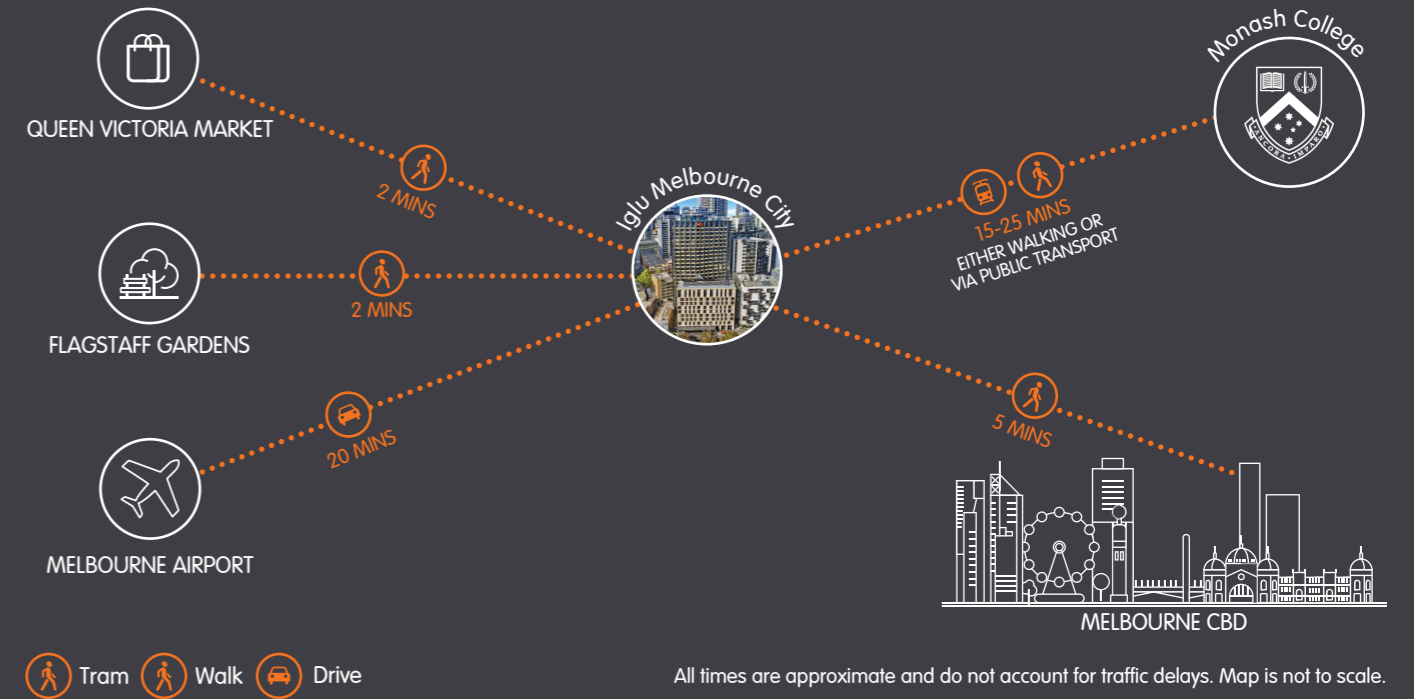 Monash College
ANCORA IMPARO
QUEEN VICTORIA MARKET
2 MINS
Iglu Melbourne City
15-25 MINS
EITHER WALKING OR
VIA PUBLIC TRANSPORT
2 MINS
FLAGSTAFF GARDENS
20 MINS
5 MINS
MELBOURNE AIRPORT
MELBOURNE CBD
Tram Walk Drive
All times are approximate and do not account for traffic delays. Map is not to scale.